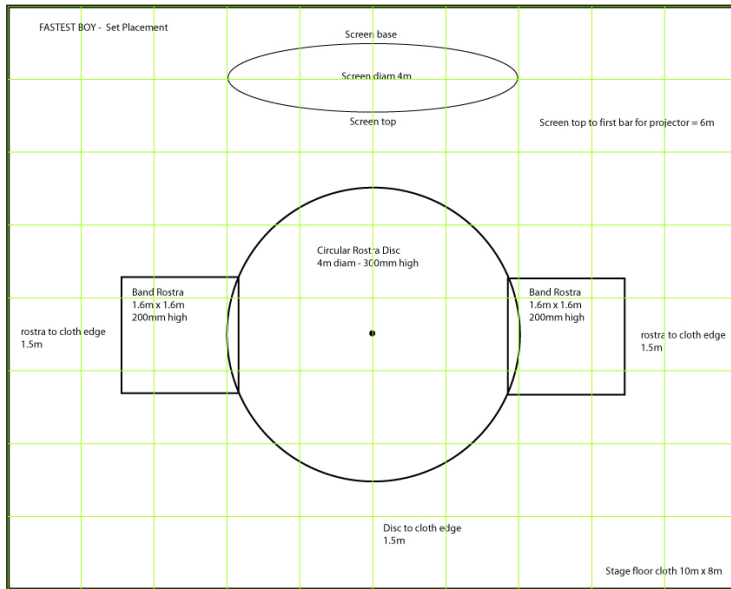 FASTEST BOY - Set Placement
Screen base
Screen diam 4m
Screen top
Screen top to first bar for projector = 6m
Circular Rostra Disc
4m diam - 300mm high
Band Rostra
1.6m x 1.6m
200mm high
Band Rostra
1.6m x 1.6m
200mm high
rostra to cloth edge
1.5m
rostra to cloth edge
1.5m
Disc to cloth edge
1.5m
Stage floor cloth 10m x 8m